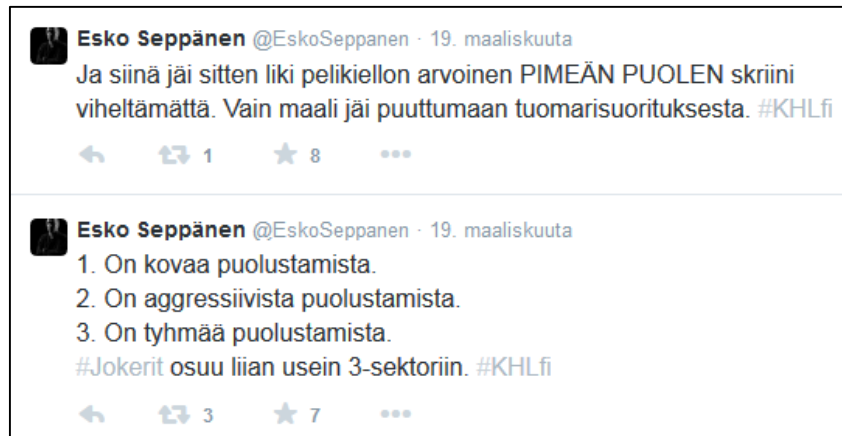 Esko Seppänen @EskoSeppanen · 19. maaliskuuta
Ja siinä jäi sitten liki pelikiellon arvoinen PIMEÄN PUOLEN skriini
viheltämättä. Vain maali jäi puuttumaan tuomarisuorituksesta. #KHLfi
1 8
Esko Seppänen @EskoSeppanen · 19. maaliskuuta
1. On kovaa puolustamista.
2. On aggressiivista puolustamista.
3. On tyhmää puolustamista.
#Jokerit osuu liian usein 3-sektoriin. #KHLfi
3 7